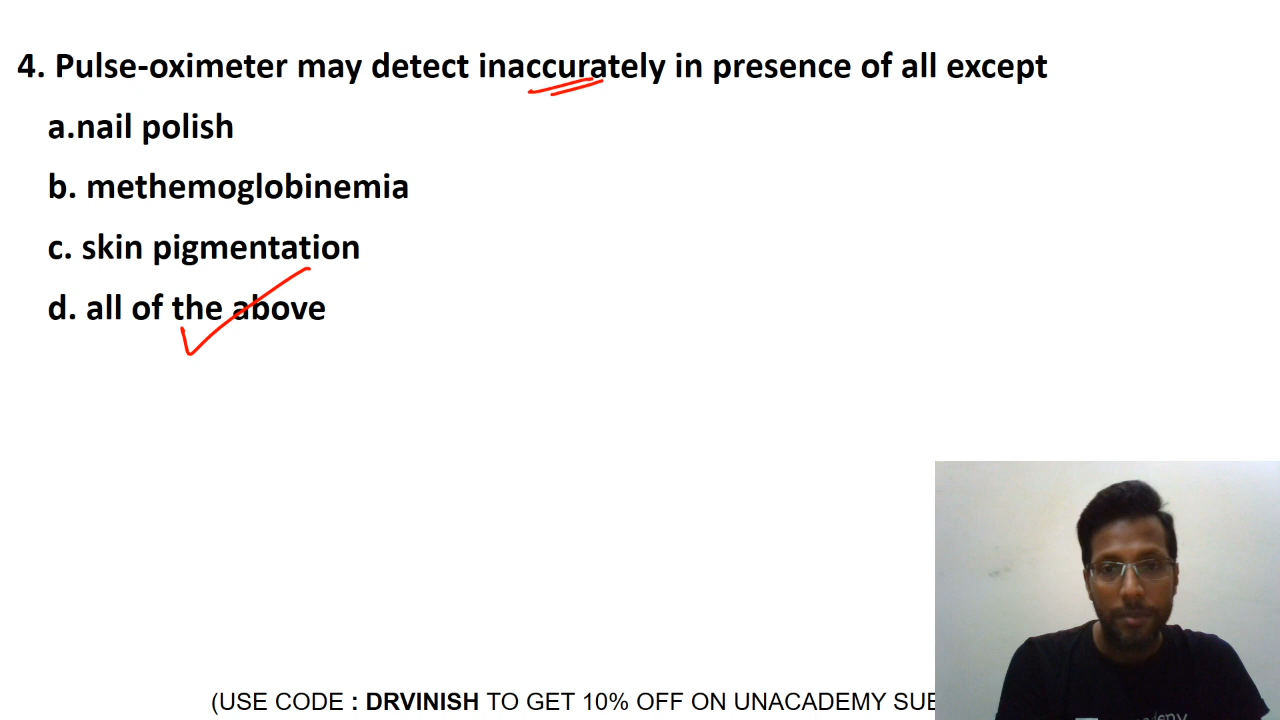 4. Pulse-oximeter may detect inaccurately in presence of all except
a.nail polish
b. methemoglobinemia
c. skin pigmentation
d. all of the above
(USE CODE : DRVINISH TO GET 10% OFF ON UNACADEMY